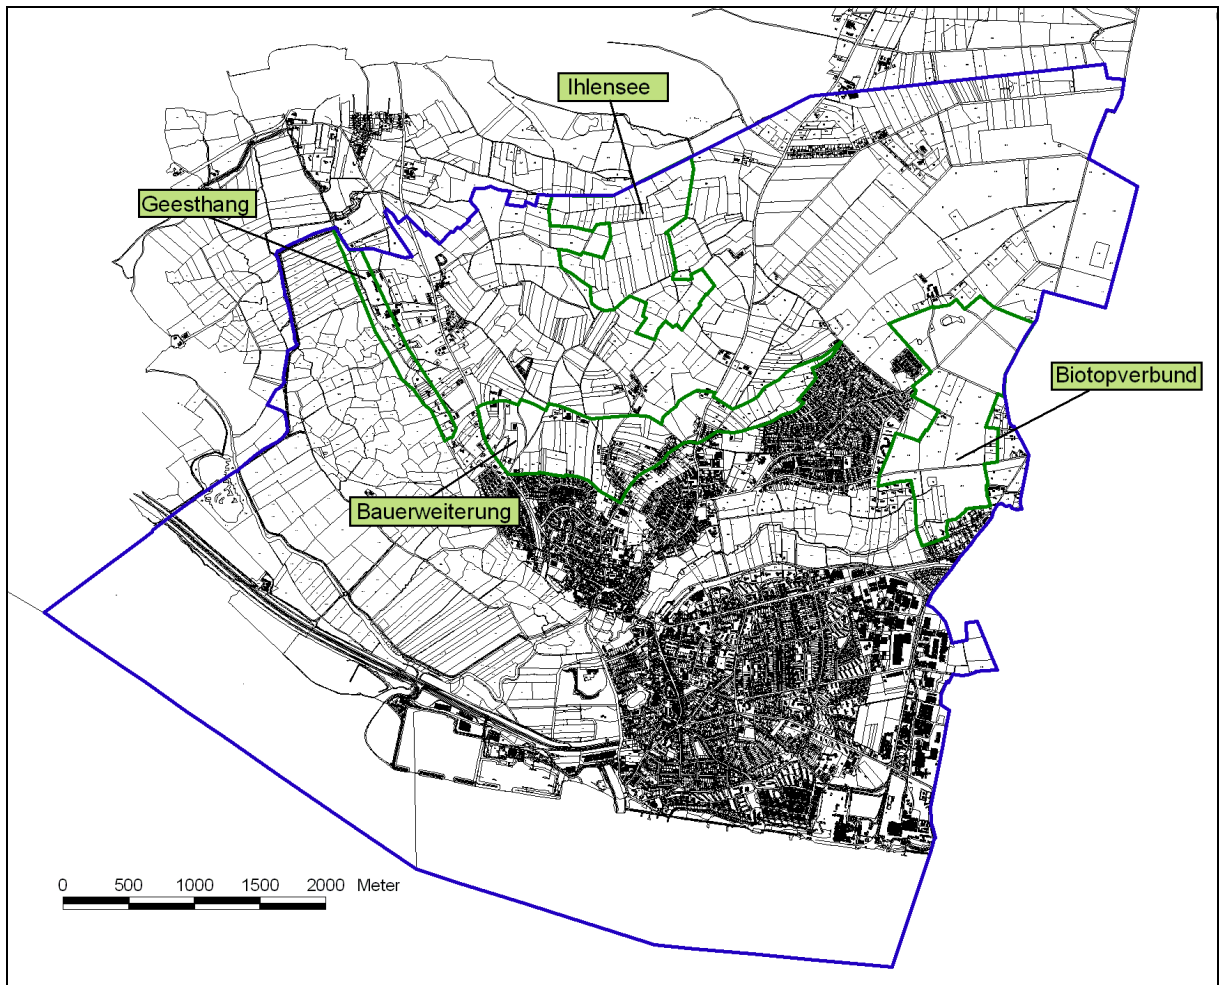 Ihlensee
Geesthang
Biotopverbund
Bauerweiterung
0 500 1000 1500 2000 Meter